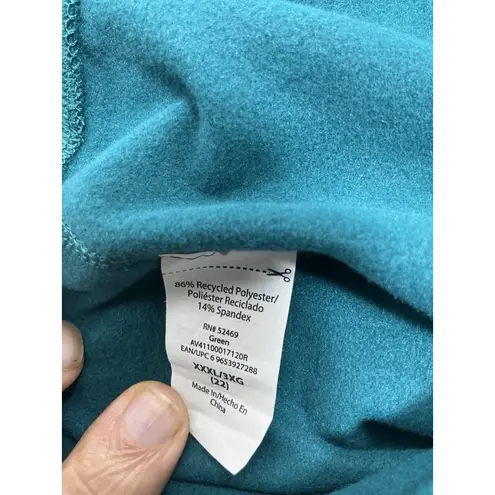 86% Recycled Polyester/
Poliéster Reciclado
14% Spandex
RN# 52469
Green
AV41100017120R
EAN/UPC 6 9653927288
XXXL/3XG
(22)
Made In/Hecho En
China